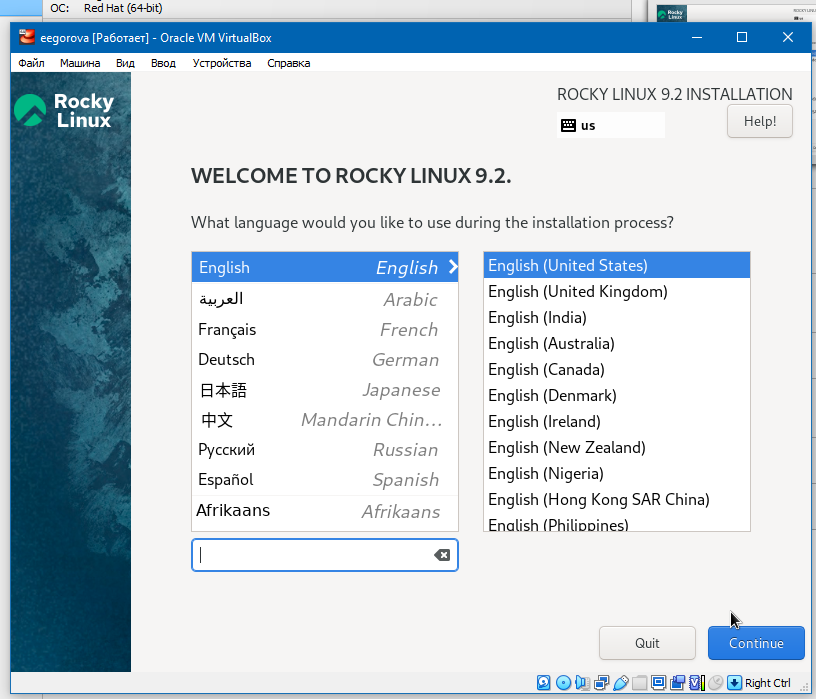 ОС: Red Hat (64-bit)
Rocky
Linux
eegorova [Работает] - Oracle VM VirtualBox
Файл Машина Вид Ввод Устройства Справка
Rocky
Linux
ROCKY LINUX 9.2 INSTALLATION
us
Help!
WELCOME TO ROCKY LINUX 9.2.
What language would you like to use during the installation process?
English English
العربية Arabic
Français French
Deutsch German
日本語 Japanese
中文 Mandarin Chin...
Русский Russian
Español Spanish
Afrikaans Afrikaans
English (United States)
English (United Kingdom)
English (India)
English (Australia)
English (Canada)
English (Denmark)
English (Ireland)
English (New Zealand)
English (Nigeria)
English (Hong Kong SAR China)
English (Philippines)
Quit
Continue
Right Ctrl